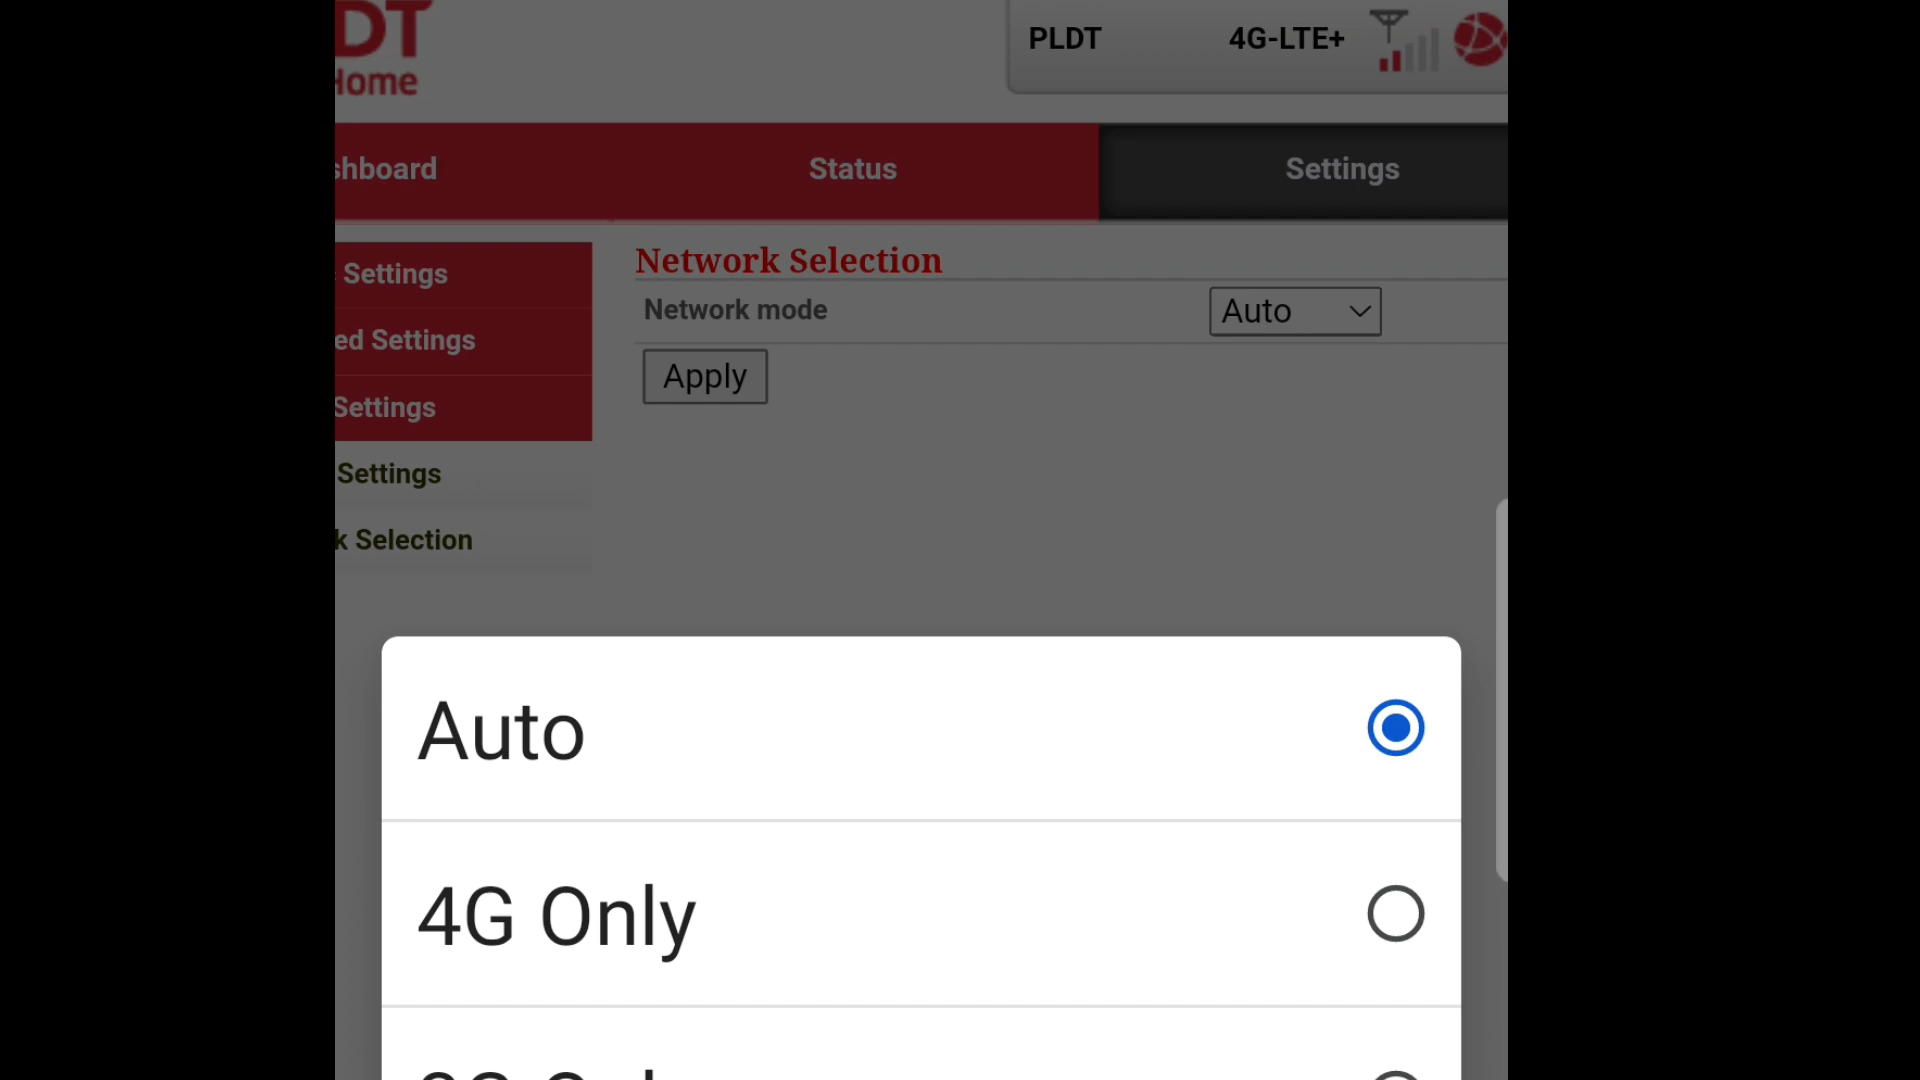 DT
Home
PLDT 4G-LTE+
shboard Status Settings
Settings
ed Settings
Settings
Settings
k Selection
Network Selection
Network mode Auto
Apply
Auto
4G Only